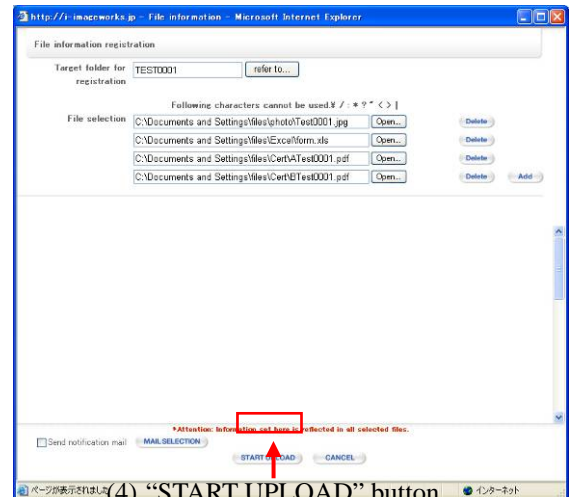 http://i-imageworks.jp - File information - Microsoft Internet Explorer
File information registration
Target folder for registration TEST0001 refer to...
Following characters cannot be used.¥ / : * ? " < > |
File selection C:\Documents and Settings\files\photo\Test0001.jpg Open... Delete
C:\Documents and Settings\files\Excel\form.xls Open... Delete
C:\Documents and Settings\files\Cert\ATest0001.pdf Open... Delete
C:\Documents and Settings\files\Cert\BTest0001.pdf Open... Delete Add
*Attention: Information set here is reflected in all selected files.
Send notification mail MAIL SELECTION
START UPLOAD CANCEL
ページが表示されました
(4) “START UPLOAD” button
インターネット